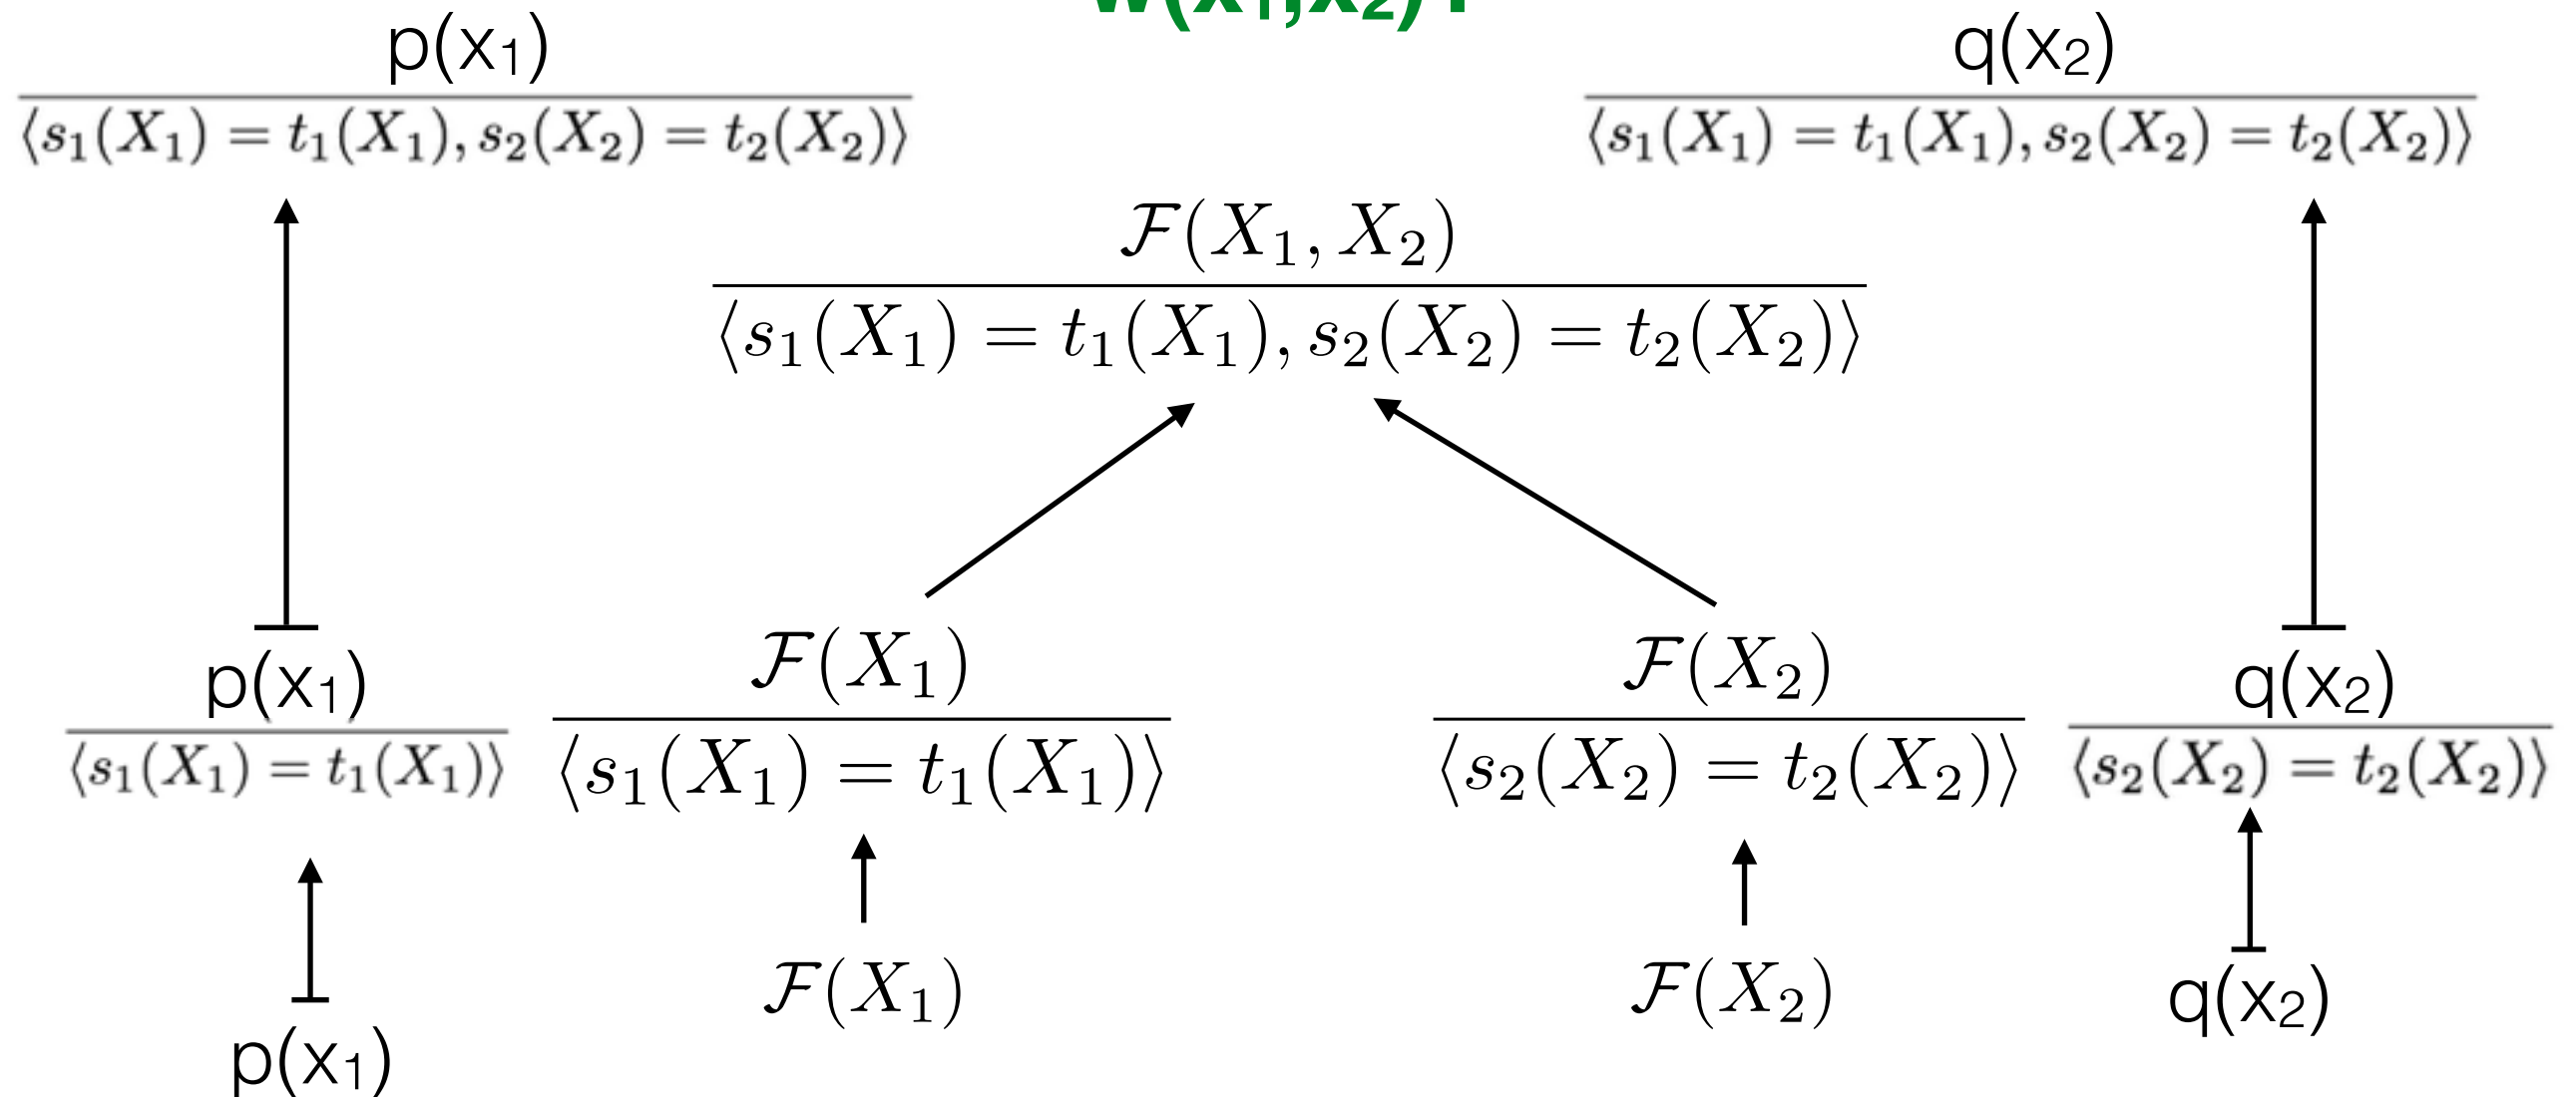 w(x₁,x₂)
p(x₁) q(x₂)
⟨s₁(X₁) = t₁(X₁), s₂(X₂) = t₂(X₂)⟩ ⟨s₁(X₁) = t₁(X₁), s₂(X₂) = t₂(X₂)⟩
ℱ(X₁, X₂)
⟨s₁(X₁) = t₁(X₁), s₂(X₂) = t₂(X₂)⟩
p(x₁) ℱ(X₁) ℱ(X₂) q(x₂)
⟨s₁(X₁) = t₁(X₁)⟩ ⟨s₁(X₁) = t₁(X₁)⟩ ⟨s₂(X₂) = t₂(X₂)⟩ ⟨s₂(X₂) = t₂(X₂)⟩
ℱ(X₁) ℱ(X₂) q(x₂)
p(x₁)